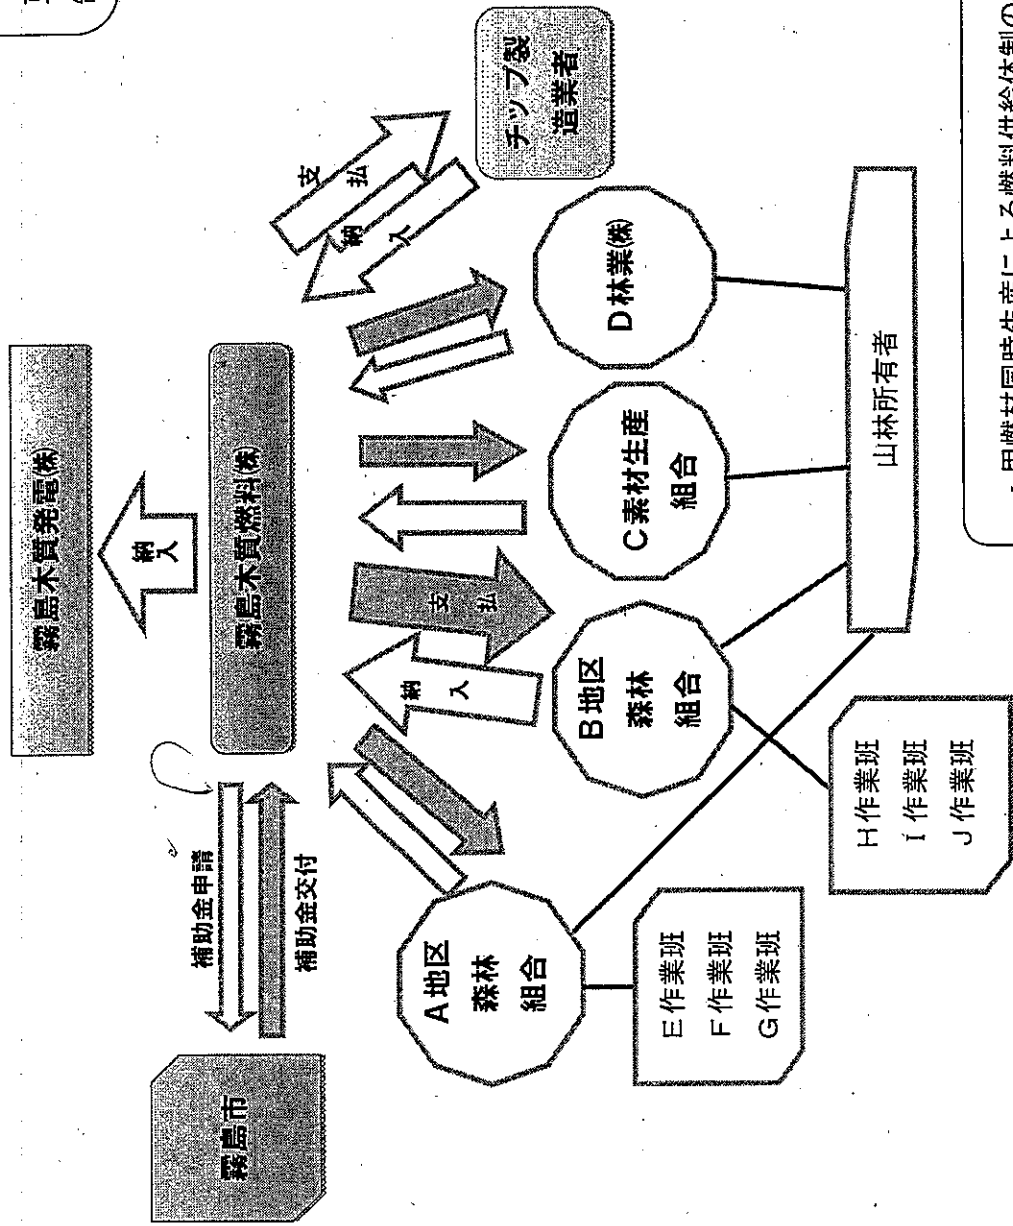 霧島木質発電(株)
納入
霧島木質燃料(株)
霧島市
補助金申請
補助金交付
支払
納入
チップ製
造業者
納入
支払
A地区
森林
組合
B地区
森林
組合
C素材生産
組合
D林業(株)
E作業班
F作業班
G作業班
H作業班
I作業班
J作業班
山林所有者